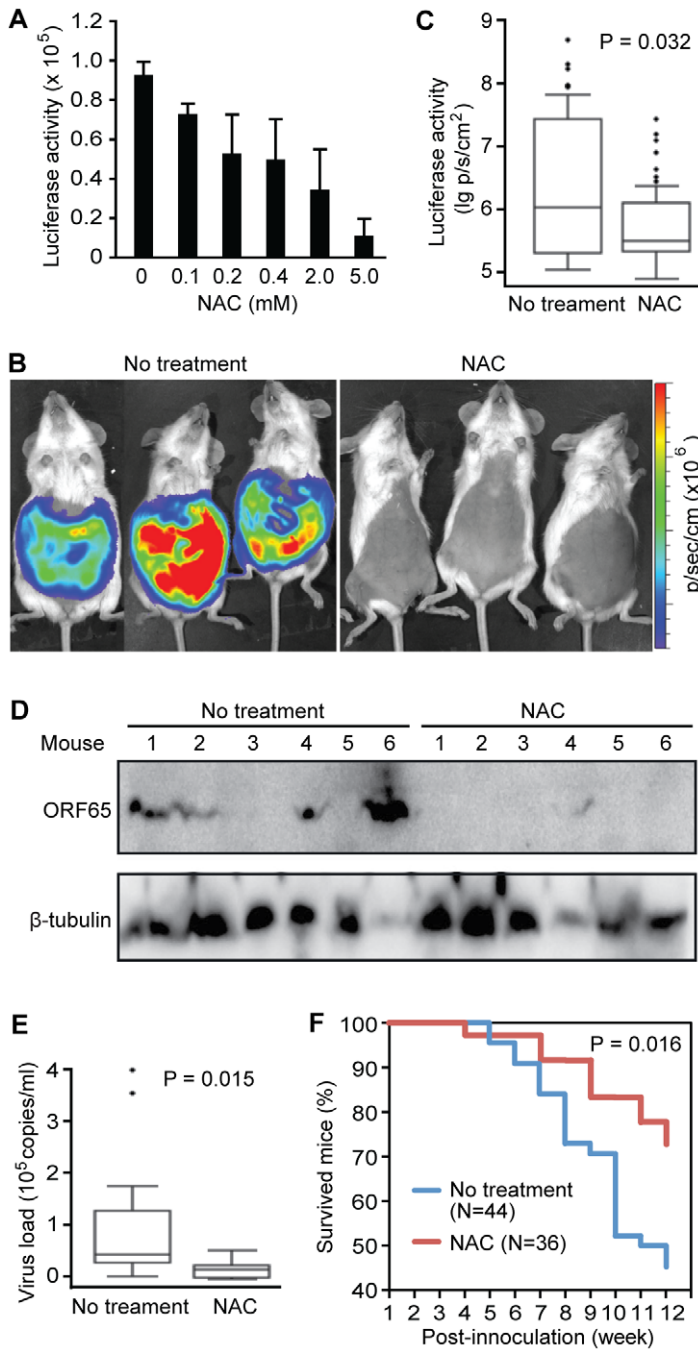 A
Luciferase activity (x 10⁵)
1.2
1.0
0.8
0.6
0.4
0.2
0
0 0.1 0.2 0.4 2.0 5.0
NAC (mM)
C
P = 0.032
Luciferase activity
(lg p/s/cm²)
9
8
7
6
5
No treament NAC
B
No treatment NAC
p/sec/cm (x10⁶)
D
No treatment NAC
Mouse 1 2 3 4 5 6 1 2 3 4 5 6
ORF65
β-tubulin
E
P = 0.015
Virus load (10⁵ copies/ml)
4
3
2
1
0
No treament NAC
F
P = 0.016
Survived mice (%)
100
90
80
70
60
50
40
No treatment
(N=44)
NAC (N=36)
1 2 3 4 5 6 7 8 9 10 11 12
Post-innoculation (week)